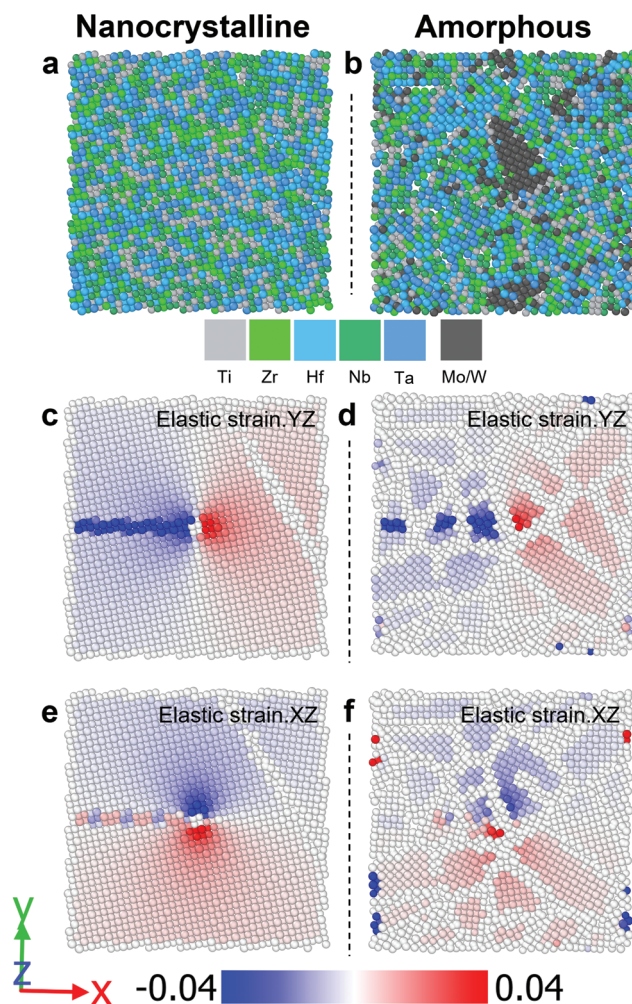 Nanocrystalline Amorphous
a b
Ti Zr Hf Nb Ta Mo/W
c Elastic strain.YZ d Elastic strain.YZ
e Elastic strain.XZ f Elastic strain.XZ
y
z x
-0.04 0.04